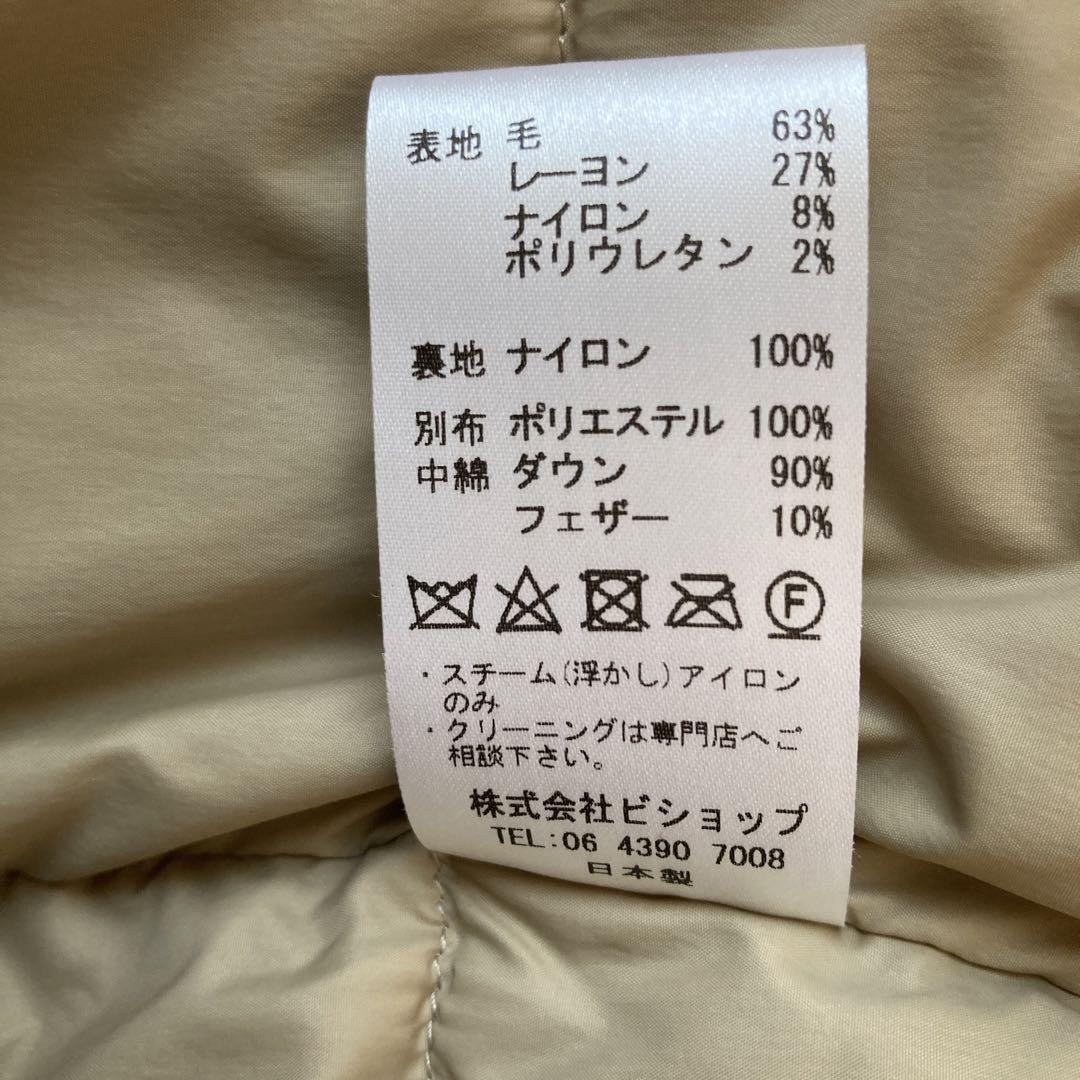 表地 毛 63%
レーヨン 27%
ナイロン 8%
ポリウレタン 2%
裏地 ナイロン 100%
別布 ポリエステル 100%
中綿 ダウン 90%
フェザー 10%
F
・スチーム(浮かし)アイロン
のみ
・クリーニングは専門店へご
相談下さい。
株式会社ビショップ
TEL:06 4390 7008
日本製